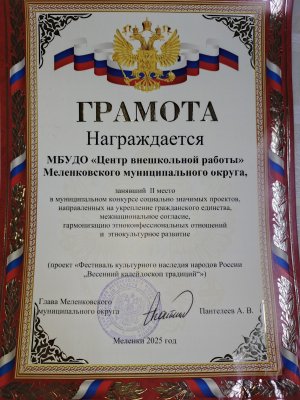 ГРАМОТА
Награждается
МБУДО «Центр внешкольной работы»
Меленковского муниципального округа,
занявший II место
в муниципальном конкурсе социально значимых проектов,
направленных на укрепление гражданского единства,
межнациональное согласие,
гармонизацию этноконфессиональных отношений
и этнокультурное развитие
(проект «Фестиваль культурного наследия народов России
„Весенний калейдоскоп традиций“»)
Глава Меленковского
муниципального округа
Пантелеев А. В.
Меленки 2025 год